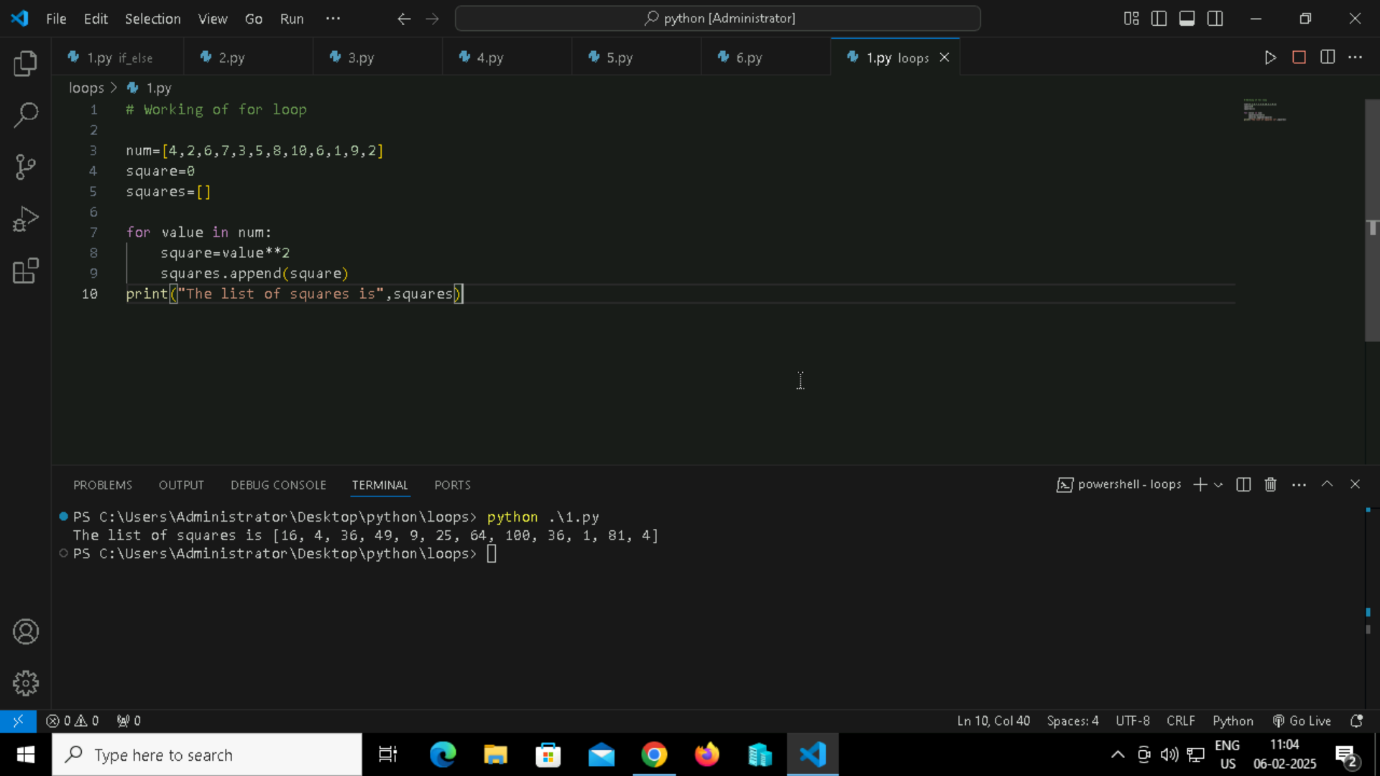 File Edit Selection View Go Run ··· python [Administrator]
1.py if_else 2.py 3.py 4.py 5.py 6.py 1.py loops
loops > 1.py
1 # Working of for loop
2
3 num=[4,2,6,7,3,5,8,10,6,1,9,2]
4 square=0
5 squares=[]
6
7 for value in num:
8 square=value**2
9 squares.append(square)
10 print("The list of squares is",squares)
PROBLEMS OUTPUT DEBUG CONSOLE TERMINAL PORTS powershell - loops
PS C:\Users\Administrator\Desktop\python\loops> python .\1.py
The list of squares is [16, 4, 36, 49, 9, 25, 64, 100, 36, 1, 81, 4]
PS C:\Users\Administrator\Desktop\python\loops>
0 0 0 Ln 10, Col 40 Spaces: 4 UTF-8 CRLF Python Go Live
Type here to search ENG US 11:04 06-02-2025 2